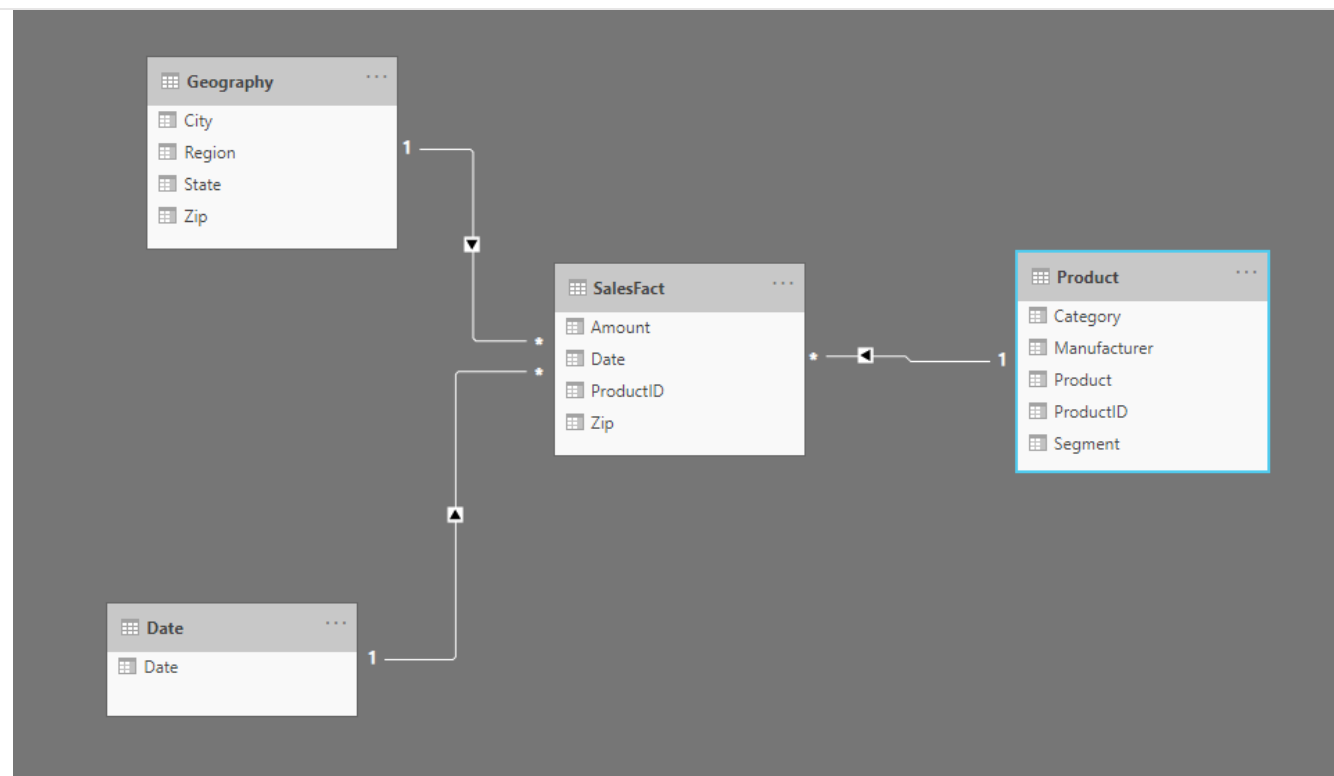 Geography
City
Region
State
Zip
1
*
*
SalesFact
Amount
Date
ProductID
Zip
*
1
Product
Category
Manufacturer
Product
ProductID
Segment
Date
Date
1